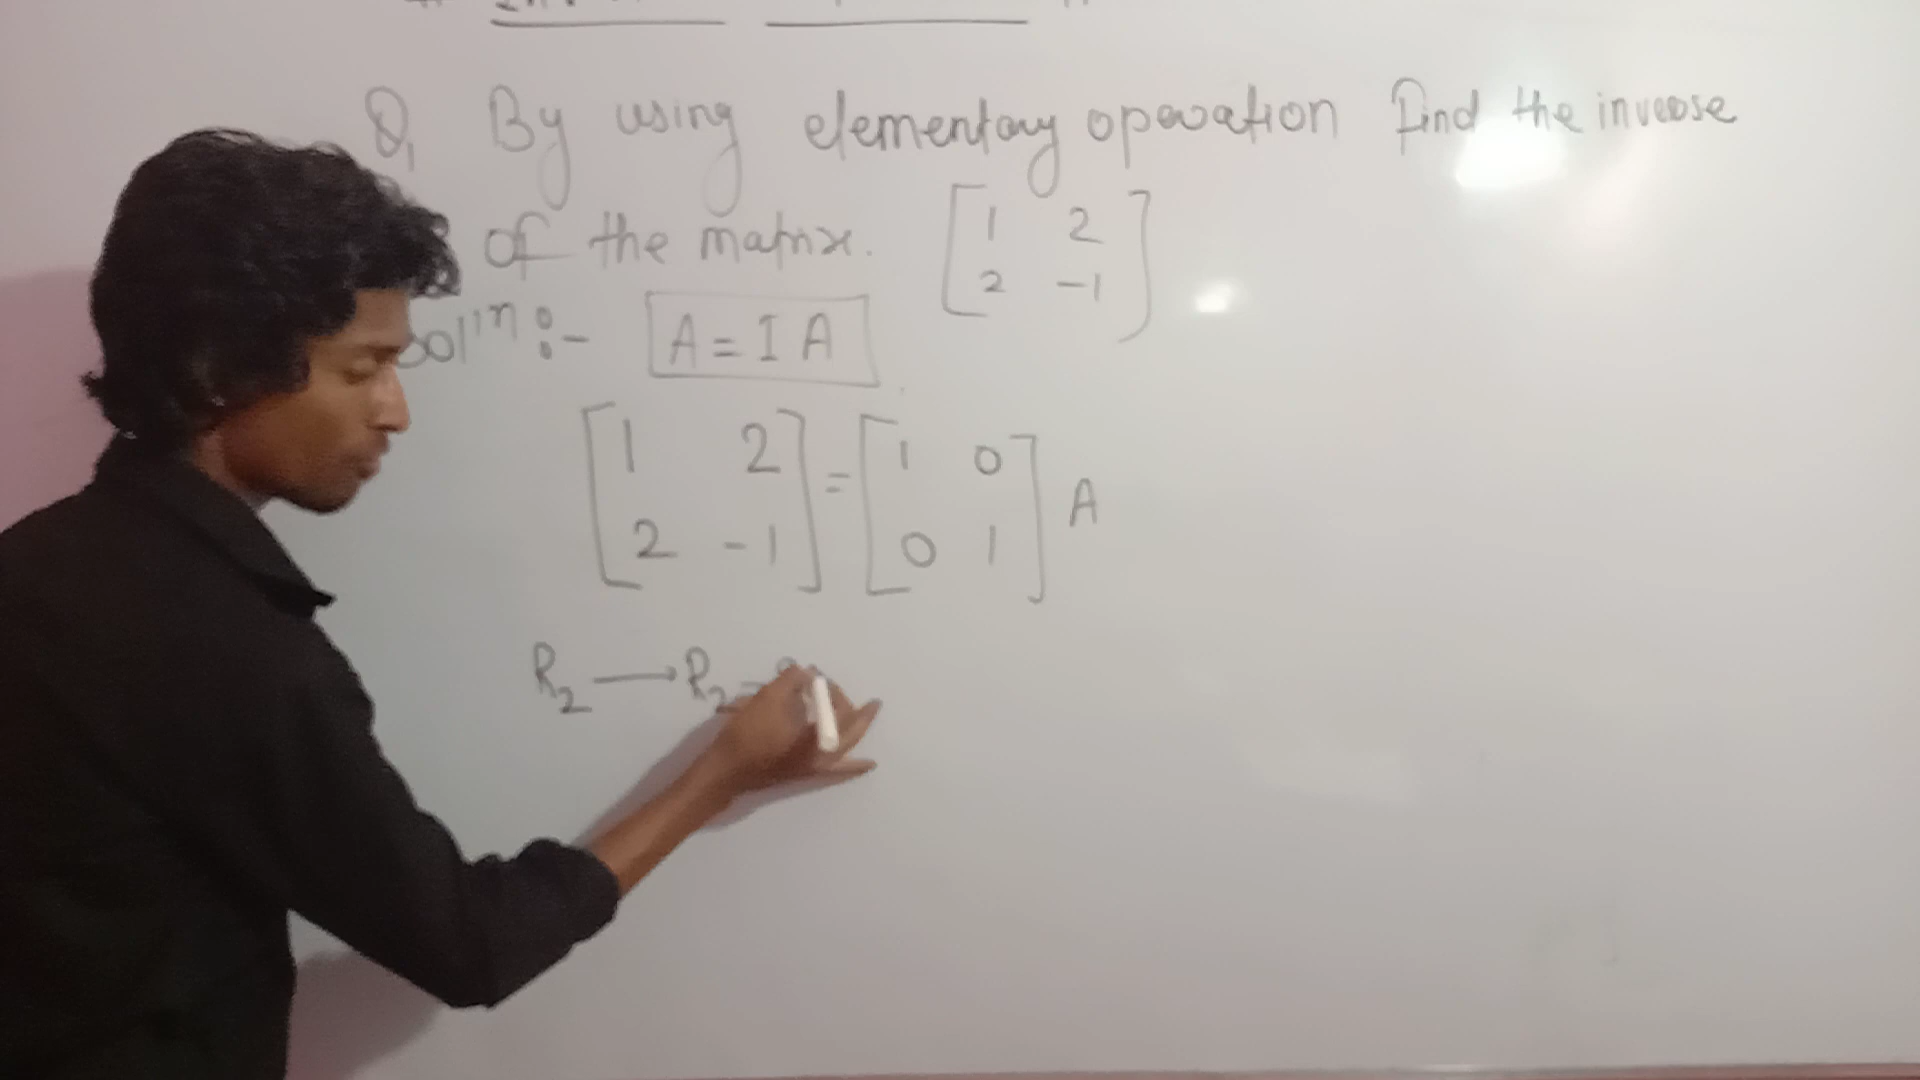 Q1 By using elementary operation find the inverse
of the matrix. [1 2
2 -1]
Sol'n:- A = I A
[1 2
2 -1] = [1 0
0 1] A
R2 → R2 -